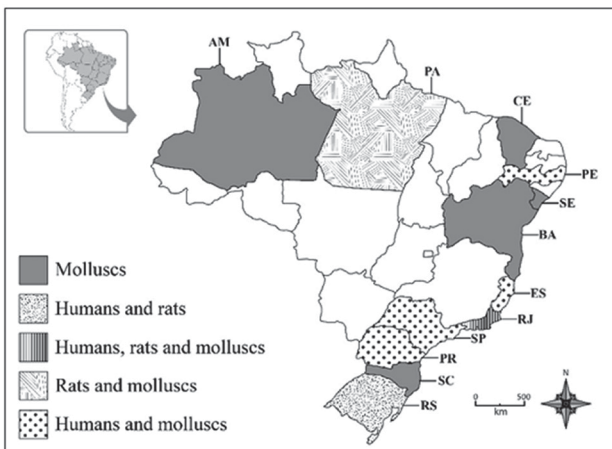 AM
PA
CE
PE
SE
BA
ES
RJ
SP
PR
SC
RS
Molluscs
Humans and rats
Humans, rats and molluscs
Rats and molluscs
Humans and molluscs
N
0 500
km